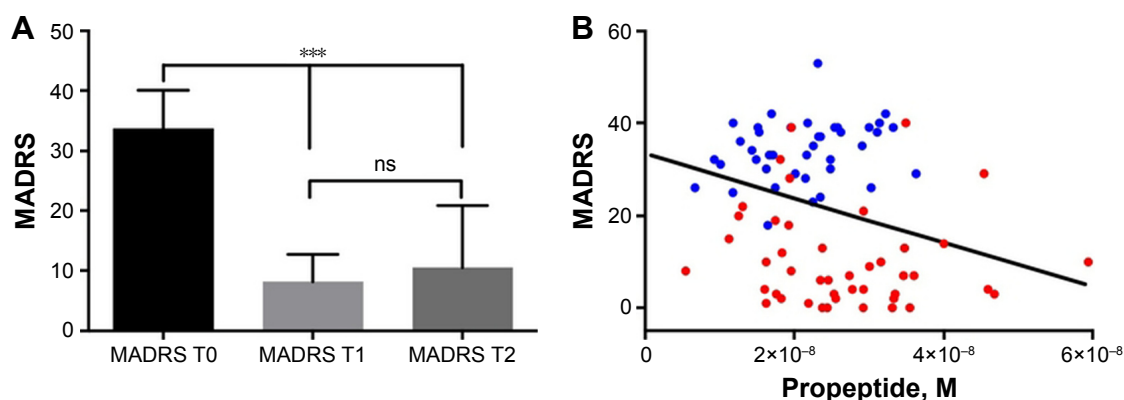 A
50
40
30
20
10
0
MADRS
***
ns
MADRS T0
MADRS T1
MADRS T2
B
60
40
20
0
MADRS
0
2×10⁻⁸
4×10⁻⁸
6×10⁻⁸
Propeptide, M